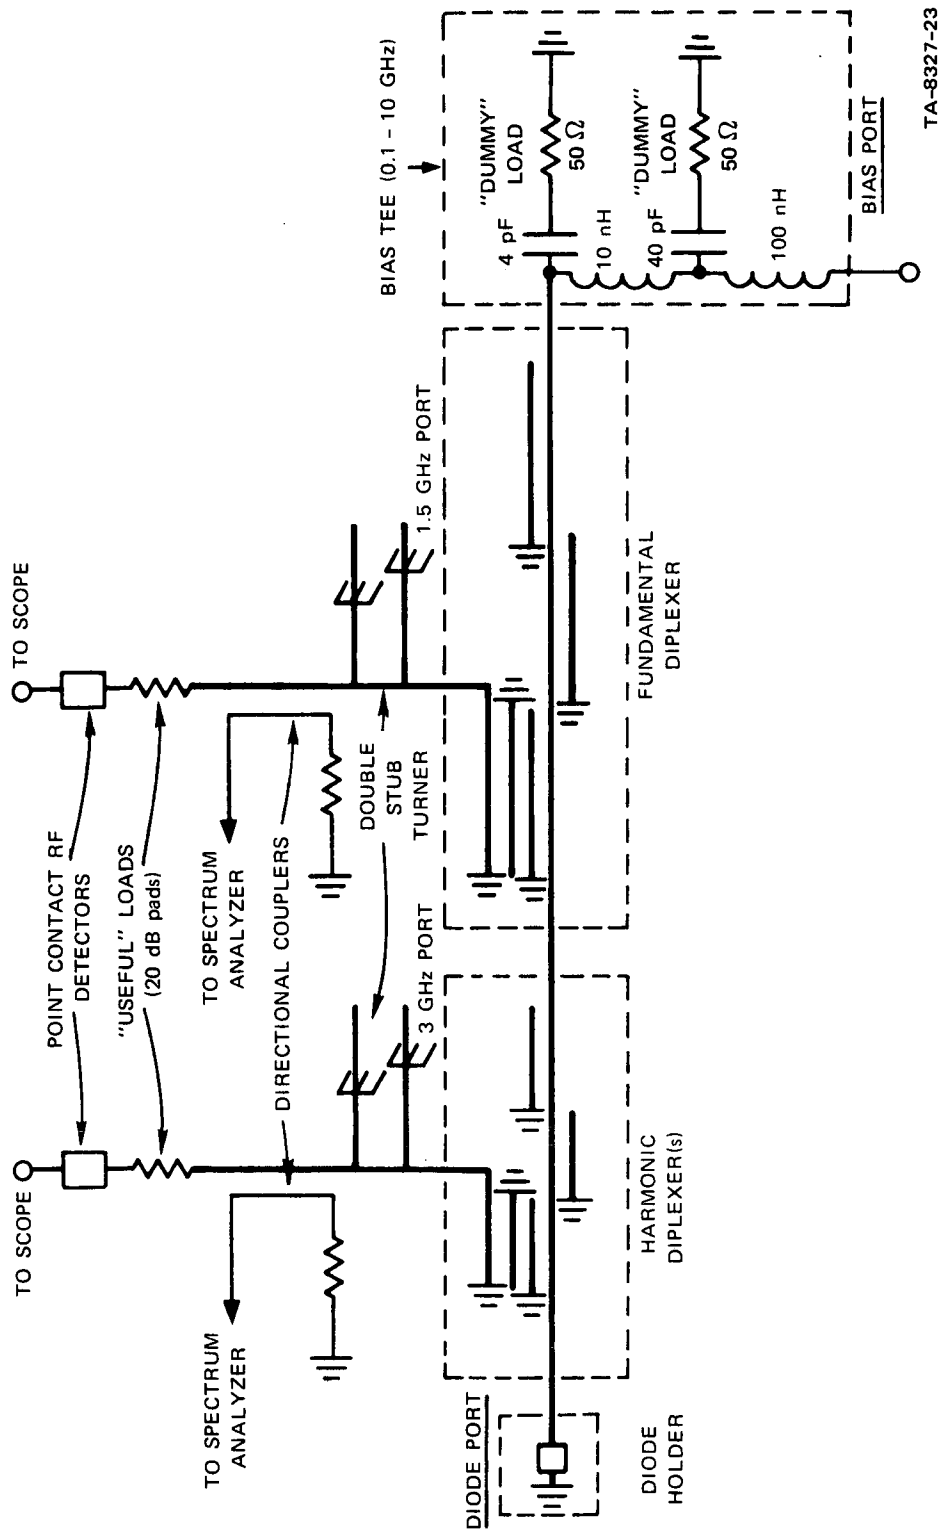 TO SCOPE
TO SCOPE
POINT CONTACT RF
DETECTORS
"USEFUL" LOADS
(20 dB pads)
TO SPECTRUM
ANALYZER
TO SPECTRUM
ANALYZER
DIRECTIONAL COUPLERS
DOUBLE
STUB
TURNER
3 GHz PORT
1.5 GHz PORT
BIAS TEE (0.1 - 10 GHz)
DIODE PORT
"DUMMY"
LOAD
4 pF
50 Ω
10 nH
"DUMMY"
LOAD
40 pF
50 Ω
100 nH
DIODE
HOLDER
HARMONIC
DIPLEXER(s)
FUNDAMENTAL
DIPLEXER
BIAS PORT
TA-8327-23